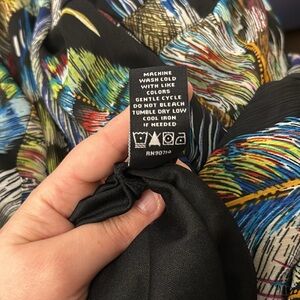 MACHINE
WASH COLD
WITH LIKE
COLORS
GENTLE CYCLE
DO NOT BLEACH
TUMBLE DRY LOW
COOL IRON
IF NEEDED